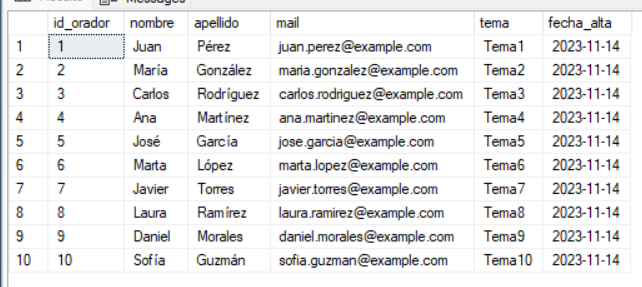 Messages
id_orador nombre apellido mail tema fecha_alta
1 1 Juan Pérez juan.perez@example.com Tema1 2023-11-14
2 2 María González maria.gonzalez@example.com Tema2 2023-11-14
3 3 Carlos Rodríguez carlos.rodriguez@example.com Tema3 2023-11-14
4 4 Ana Martínez ana.martinez@example.com Tema4 2023-11-14
5 5 José García jose.garcia@example.com Tema5 2023-11-14
6 6 Marta López marta.lopez@example.com Tema6 2023-11-14
7 7 Javier Torres javier.torres@example.com Tema7 2023-11-14
8 8 Laura Ramírez laura.ramirez@example.com Tema8 2023-11-14
9 9 Daniel Morales daniel.morales@example.com Tema9 2023-11-14
10 10 Sofía Guzmán sofia.guzman@example.com Tema10 2023-11-14